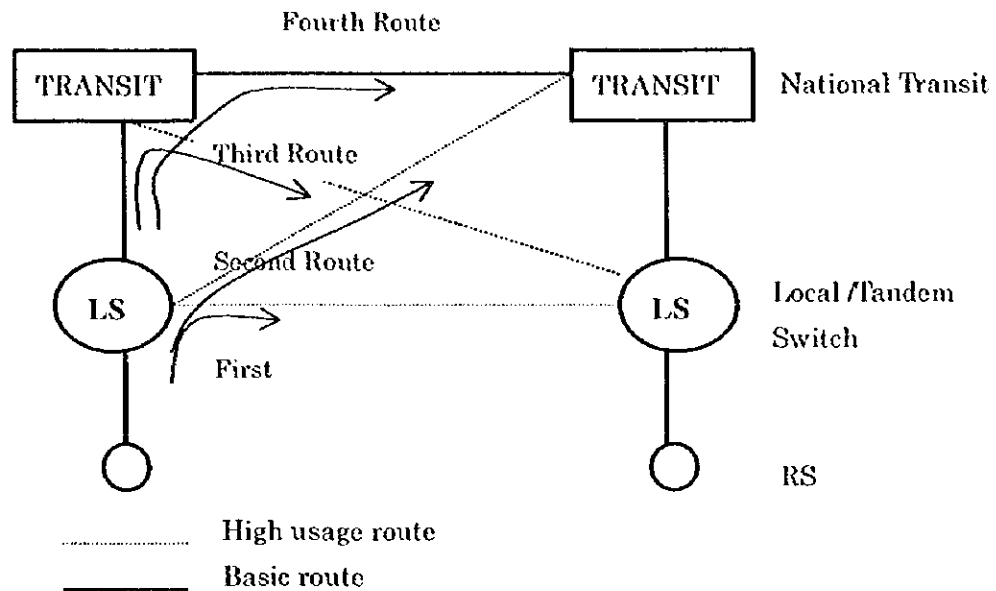 Fourth Route
TRANSIT
TRANSIT
National Transit
Third Route
Second Route
LS
LS
Local /Tandem
Switch
First
RS
High usage route
Basic route